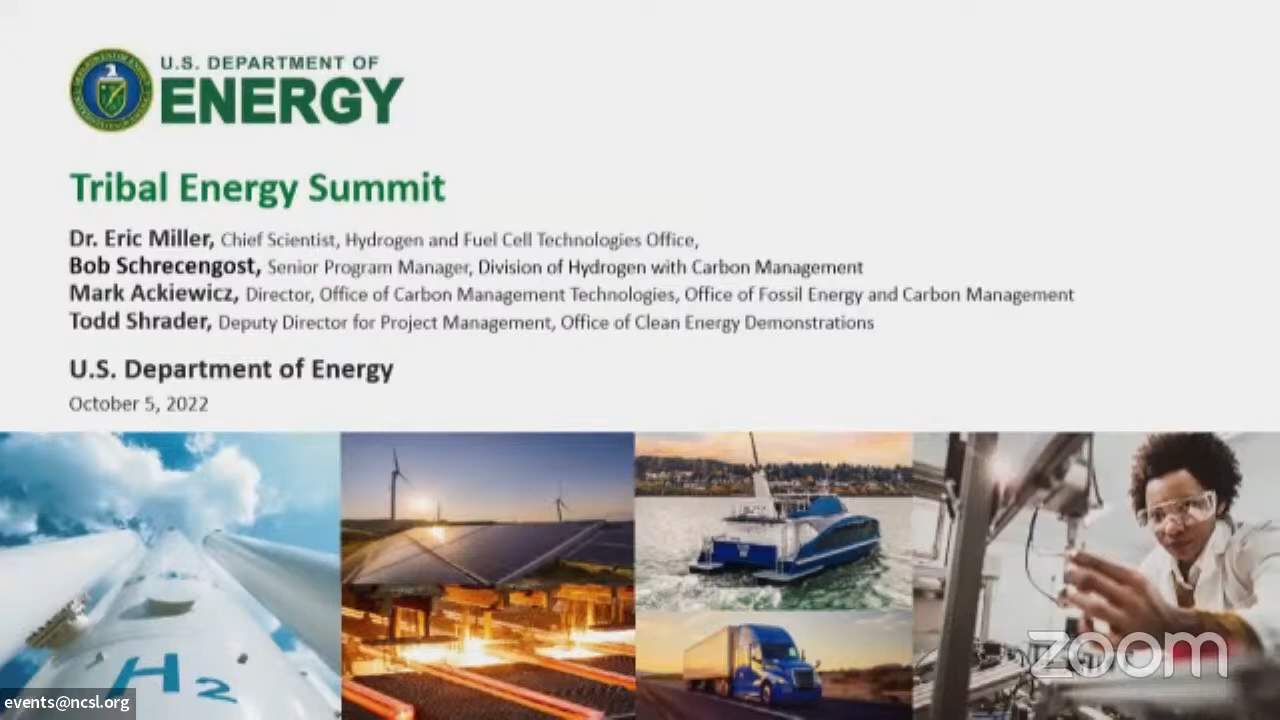 U.S. DEPARTMENT OF
ENERGY
Tribal Energy Summit
Dr. Eric Miller, Chief Scientist, Hydrogen and Fuel Cell Technologies Office,
Bob Schrecengost, Senior Program Manager, Division of Hydrogen with Carbon Management
Mark Ackiewicz, Director, Office of Carbon Management Technologies, Office of Fossil Energy and Carbon Management
Todd Shrader, Deputy Director for Project Management, Office of Clean Energy Demonstrations
U.S. Department of Energy
October 5, 2022
H2
zoom
events@ncsl.org